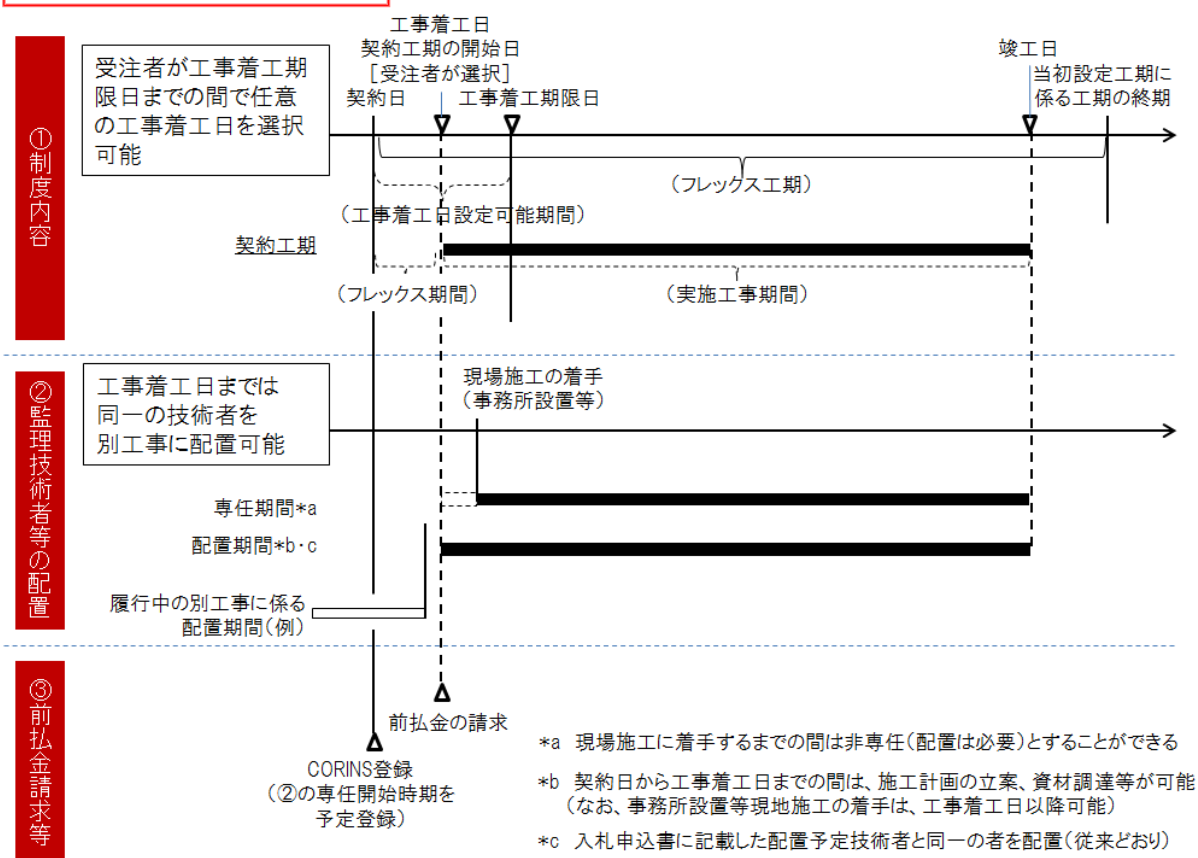 ①制度内容
受注者が工事着工期
限日までの間で任意
の工事着工日を選択
可能
工事着工日
契約工期の開始日
［受注者が選択］
契約日
工事着工期限日
竣工日
当初設定工期に
係る工期の終期
（フレックス工期）
（工事着工日設定可能期間）
契約工期
（フレックス期間）
（実施工事期間）
②監理技術者等の配置
工事着工日までは
同一の技術者を
別工事に配置可能
現場施工の着手
（事務所設置等）
専任期間*a
配置期間*b・c
履行中の別工事に係る
配置期間（例）
③前払金請求等
前払金の請求
CORINS登録
（②の専任開始時期を
予定登録）
*a 現場施工に着手するまでの間は非専任（配置は必要）とすることができる
*b 契約日から工事着工日までの間は、施工計画の立案、資材調達等が可能
（なお、事務所設置等現地施工の着手は、工事着工日以降可能）
*c 入札申込書に記載した配置予定技術者と同一の者を配置（従来どおり）